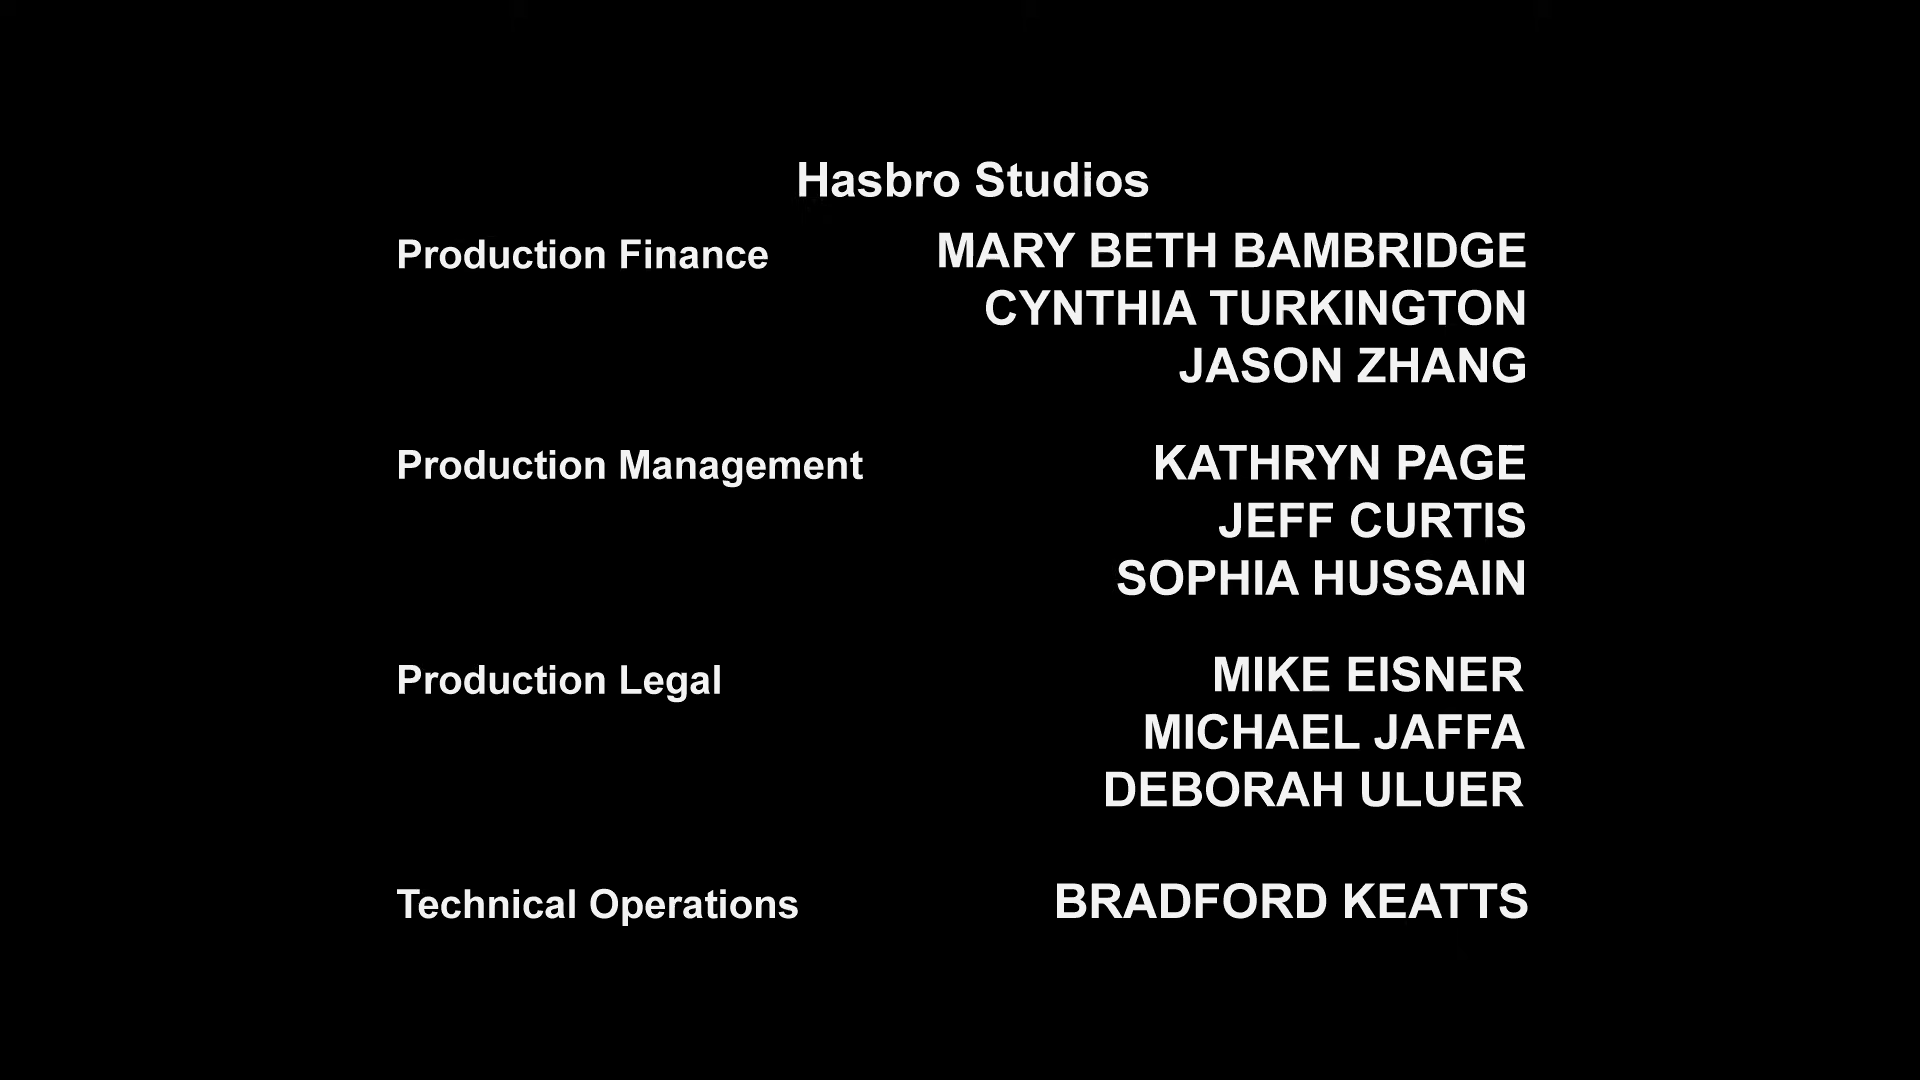 Hasbro Studios
Production Finance MARY BETH BAMBRIDGE
CYNTHIA TURKINGTON
JASON ZHANG
Production Management KATHRYN PAGE
JEFF CURTIS
SOPHIA HUSSAIN
Production Legal MIKE EISNER
MICHAEL JAFFA
DEBORAH ULUER
Technical Operations BRADFORD KEATTS